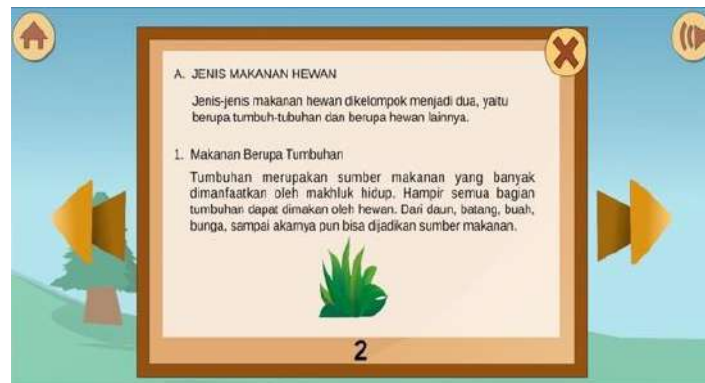 A. JENIS MAKANAN HEWAN
Jenis-jenis makanan hewan dikelompok menjadi dua, yaitu
berupa tumbuh-tubuhan dan berupa hewan lainnya.
1. Makanan Berupa Tumbuhan
Tumbuhan merupakan sumber makanan yang banyak
dimanfaatkan oleh makhluk hidup. Hampir semua bagian
tumbuhan dapat dimakan oleh hewan. Dari daun, batang, buah,
bunga, sampai akarnya pun bisa dijadikan sumber makanan.
2